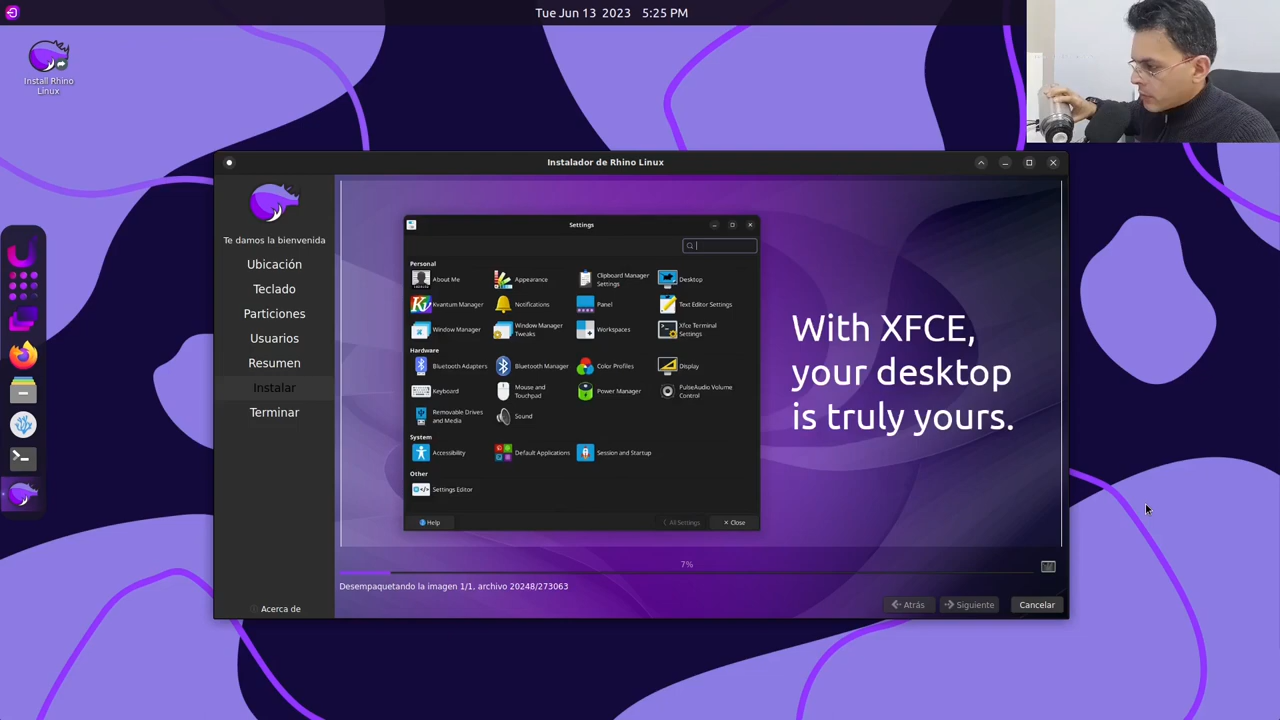 Tue Jun 13 2023 5:25 PM
Install Rhino
Linux
Instalador de Rhino Linux
Te damos la bienvenida
Ubicación
Teclado
Particiones
Usuarios
Resumen
Instalar
Terminar
Acerca de
Settings
Personal
About Me
Appearance
Clipboard Manager
Settings
Desktop
Kvantum Manager
Notifications
Panel
Text Editor Settings
Window Manager
Window Manager
Tweaks
Workspaces
Xfce Terminal
Settings
Hardware
Bluetooth Adapters
Bluetooth Manager
Color Profiles
Display
Keyboard
Mouse and
Touchpad
Power Manager
PulseAudio Volume
Control
Removable Drives
and Media
Sound
System
Accessibility
Default Applications
Session and Startup
Other
Settings Editor
Help
All Settings
Close
With XFCE,
your desktop
is truly yours.
7%
Desempaquetando la imagen 1/1, archivo 20248/273063
Atrás
Siguiente
Cancelar